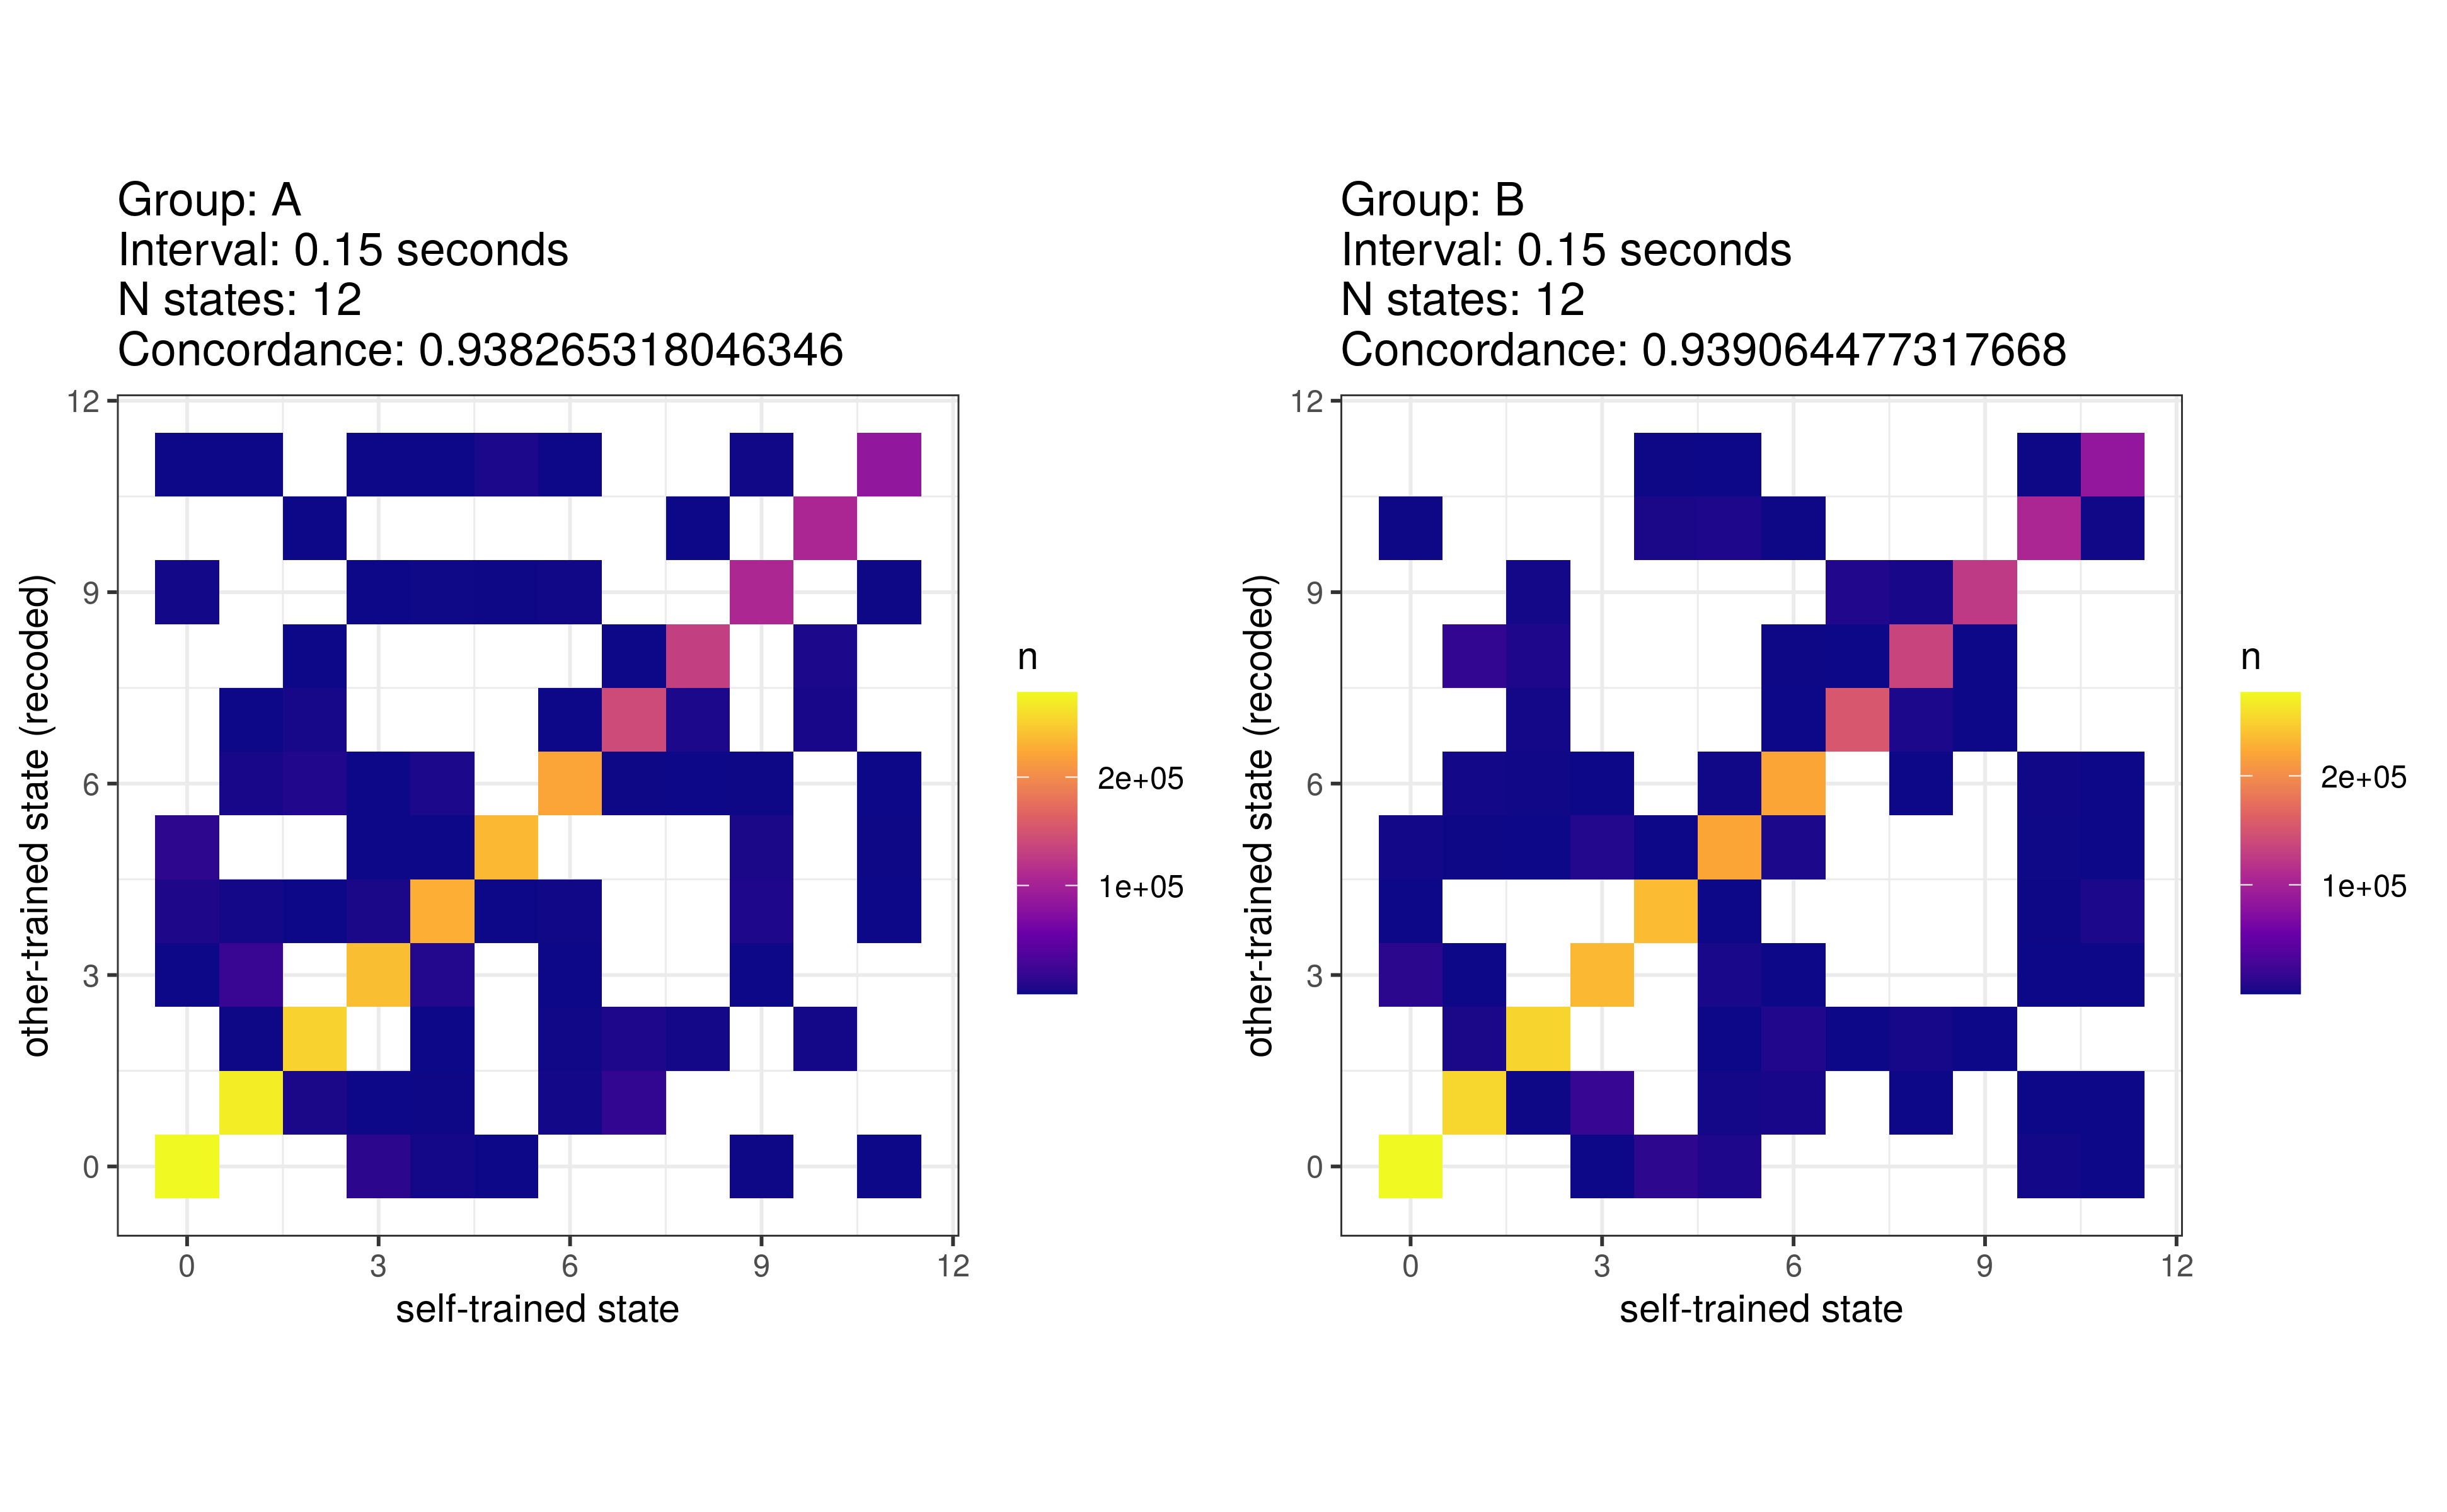 Group: A
Interval: 0.15 seconds
N states: 12
Concordance: 0.938265318046346
12
9
6
3
0
0 3 6 9 12
other-trained state (recoded)
self-trained state
n
2e+05
1e+05
Group: B
Interval: 0.15 seconds
N states: 12
Concordance: 0.939064477317668
12
9
6
3
0
0 3 6 9 12
other-trained state (recoded)
self-trained state
n
2e+05
1e+05